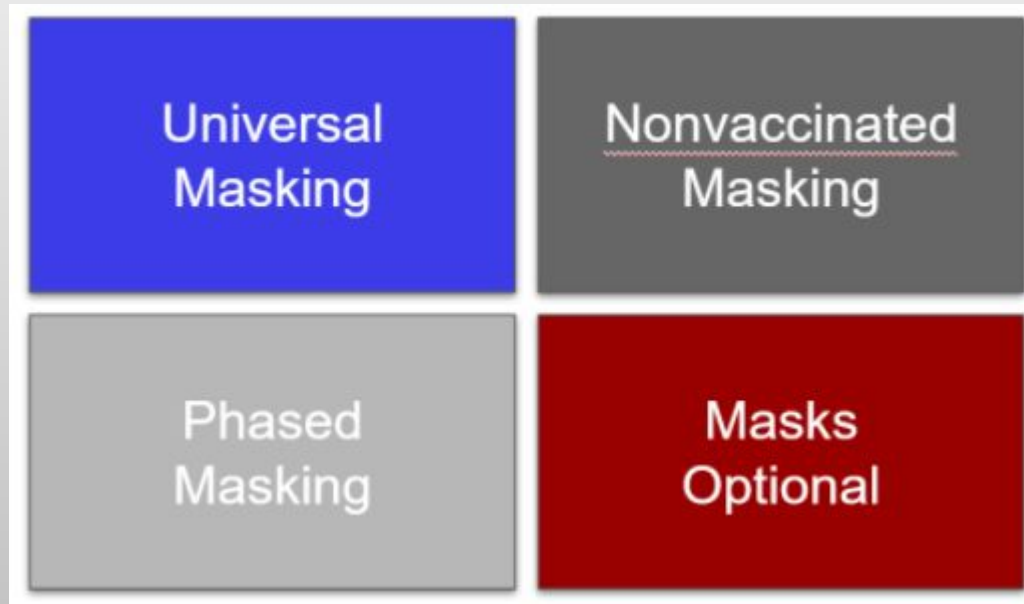 Universal
Masking
Nonvaccinated
Masking
Phased
Masking
Masks
Optional